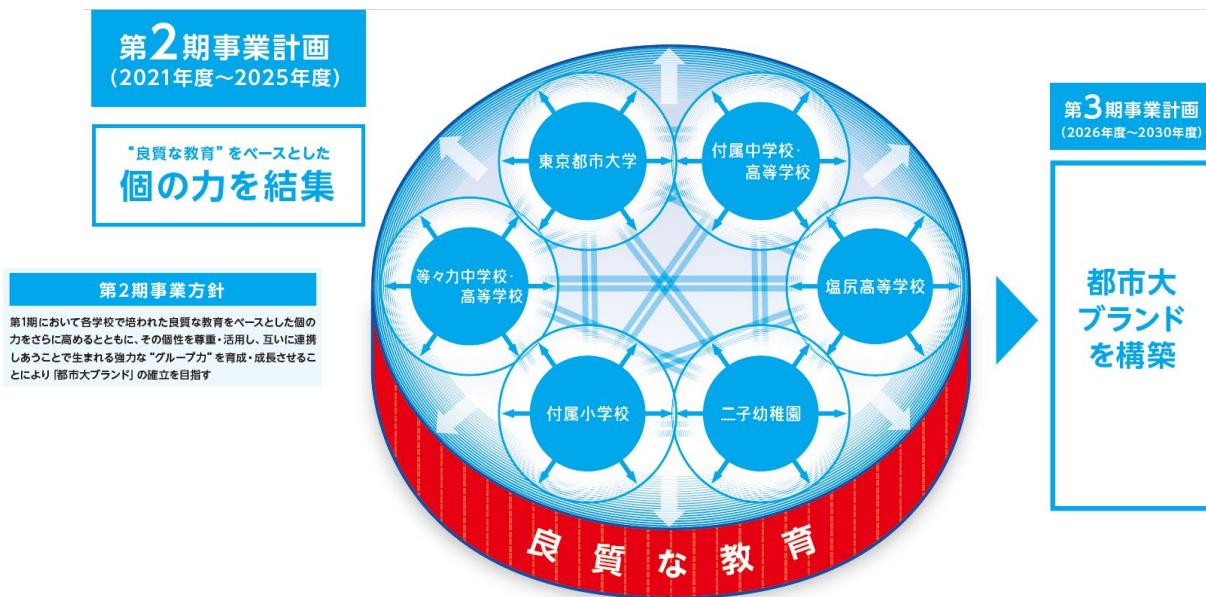 第2期事業計画
(2021年度～2025年度)
“良質な教育”をベースとした
個の力を結集
第2期事業方針
第1期において各学校で培われた良質な教育をベースとした個の
力をさらに高めるとともに、その個性を尊重・活用し、互いに連携
しあうことで生まれる強力な“グループ力”を育成・成長させるこ
とにより「都市大ブランド」の確立を目指す
東京都市大学
付属中学校・
高等学校
等々力中学校・
高等学校
塩尻高等学校
付属小学校
二子幼稚園
良質な教育
第3期事業計画
(2026年度～2030年度)
都市大
ブランド
を構築